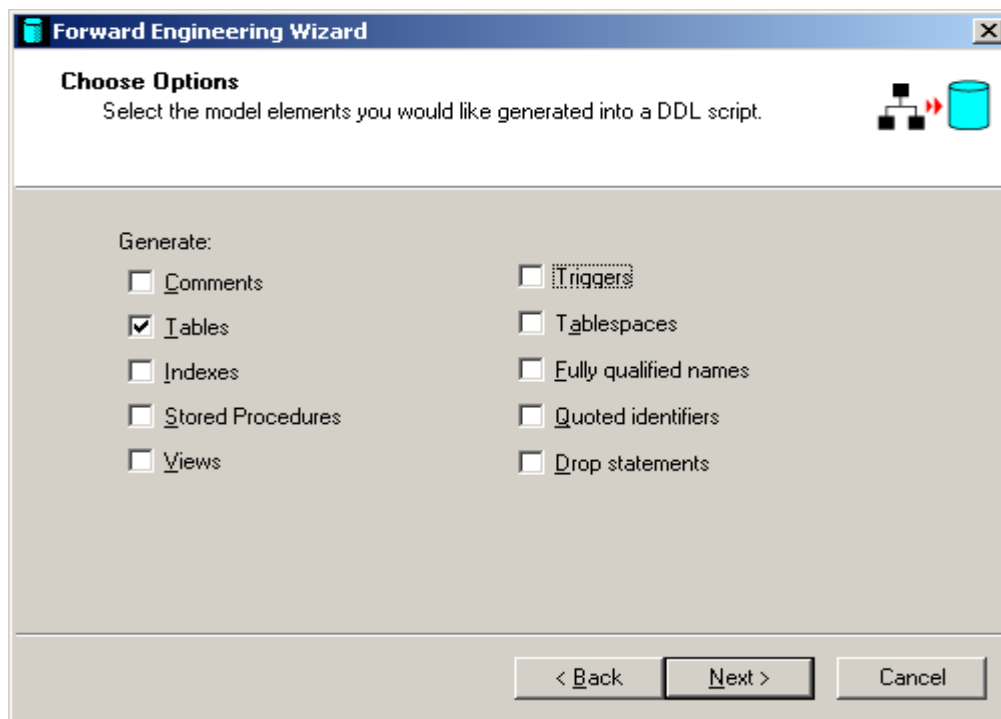 Forward Engineering Wizard
Choose Options
Select the model elements you would like generated into a DDL script.
Generate:
Comments
Tables
Indexes
Stored Procedures
Views
Triggers
Tablespaces
Fully qualified names
Quoted identifiers
Drop statements
< Back
Next >
Cancel